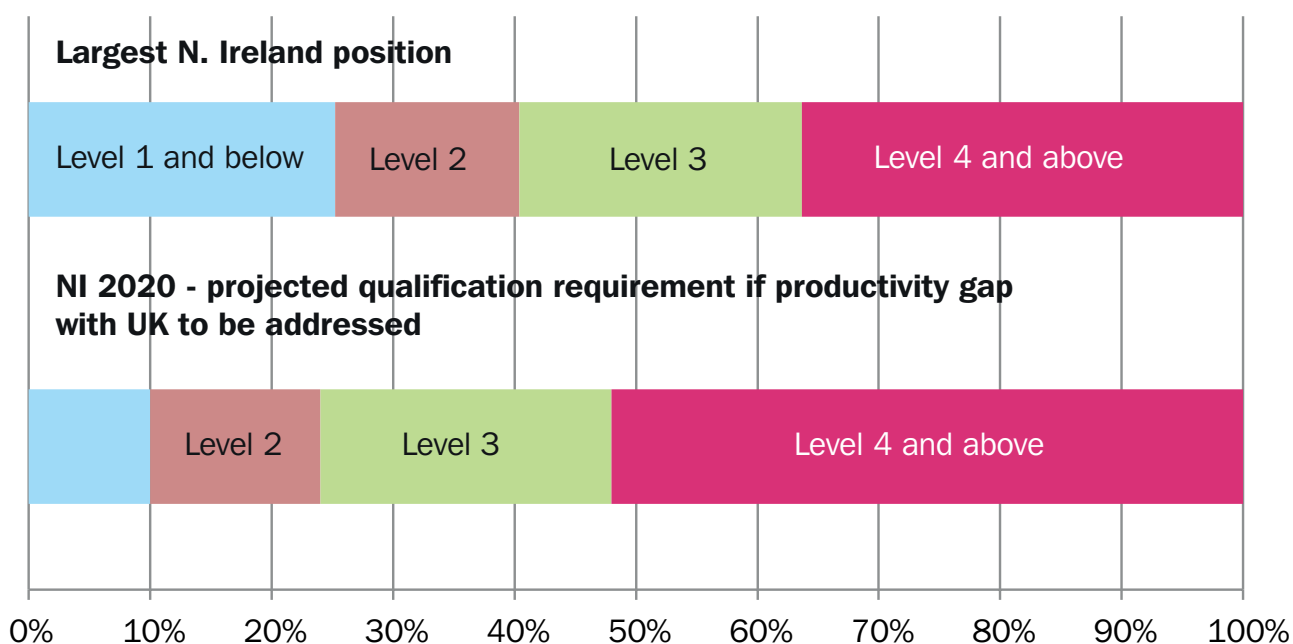 Largest N. Ireland position
Level 1 and below
Level 2
Level 3
Level 4 and above
NI 2020 - projected qualification requirement if productivity gap
with UK to be addressed
Level 2
Level 3
Level 4 and above
0% 10% 20% 30% 40% 50% 60% 70% 80% 90% 100%